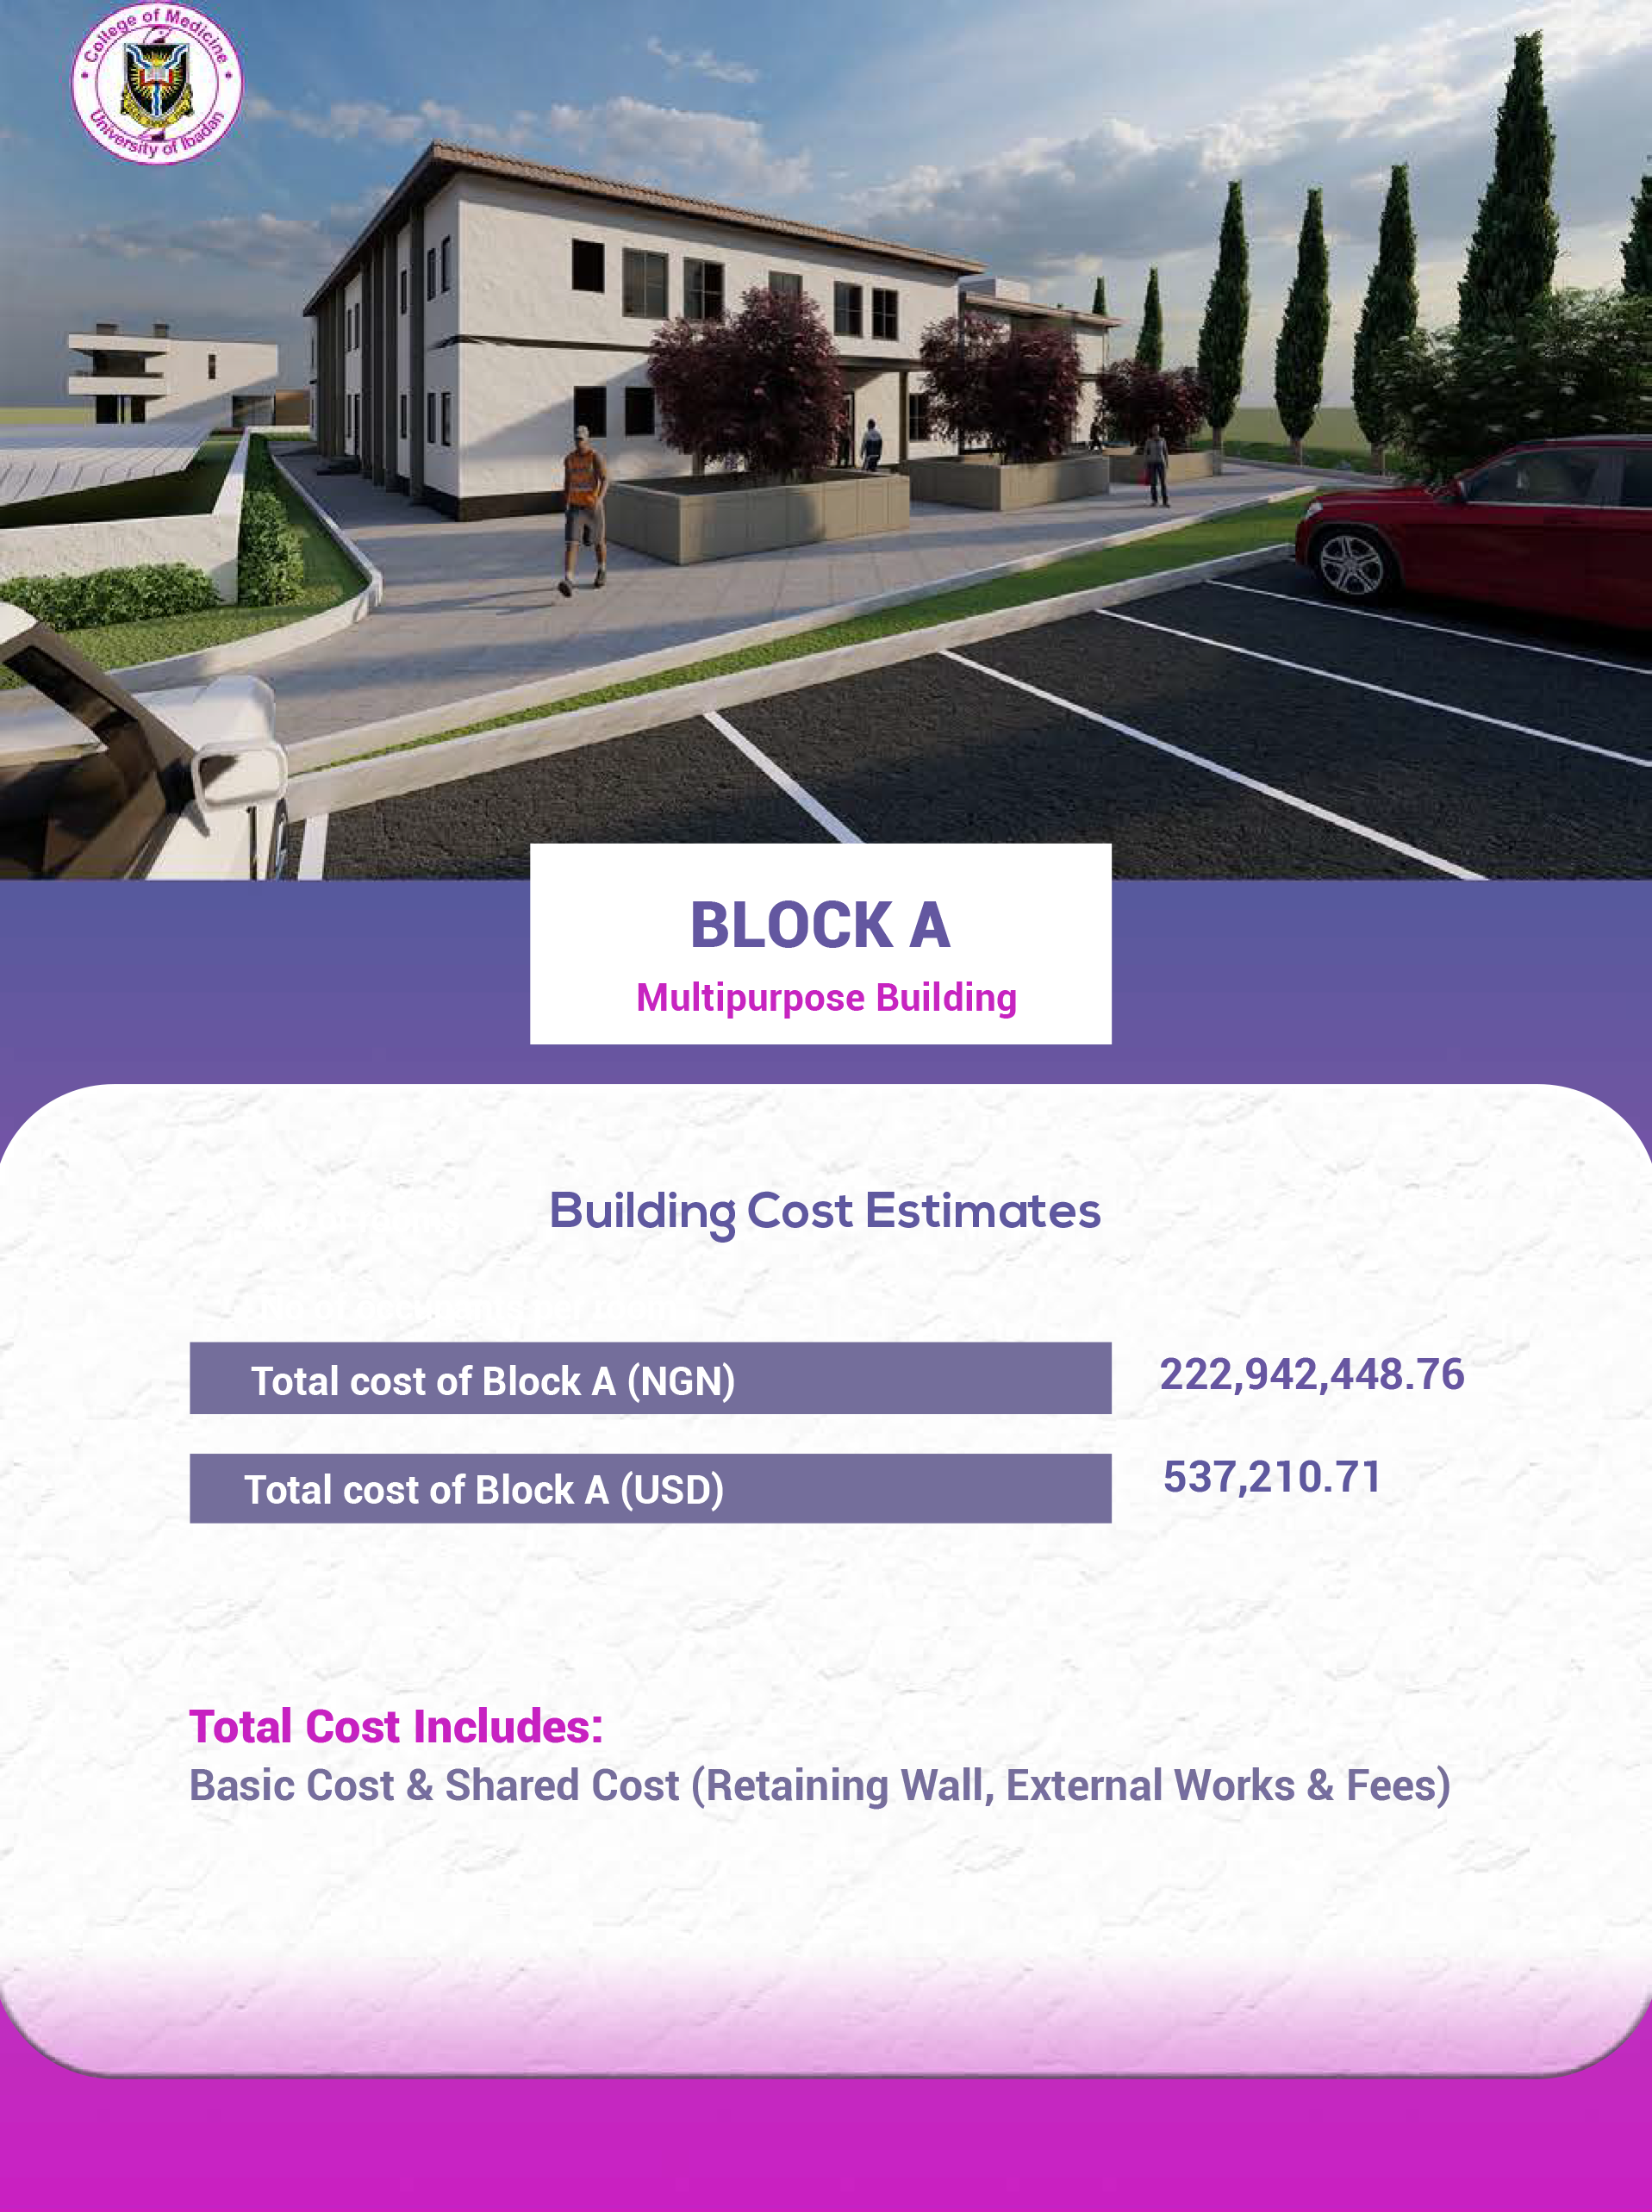 College of Medicine
University of Ibadan
BLOCK A
Multipurpose Building
Building Cost Estimates
Total cost of Block A (NGN) 222,942,448.76
Total cost of Block A (USD) 537,210.71
Total Cost Includes:
Basic Cost & Shared Cost (Retaining Wall, External Works & Fees)